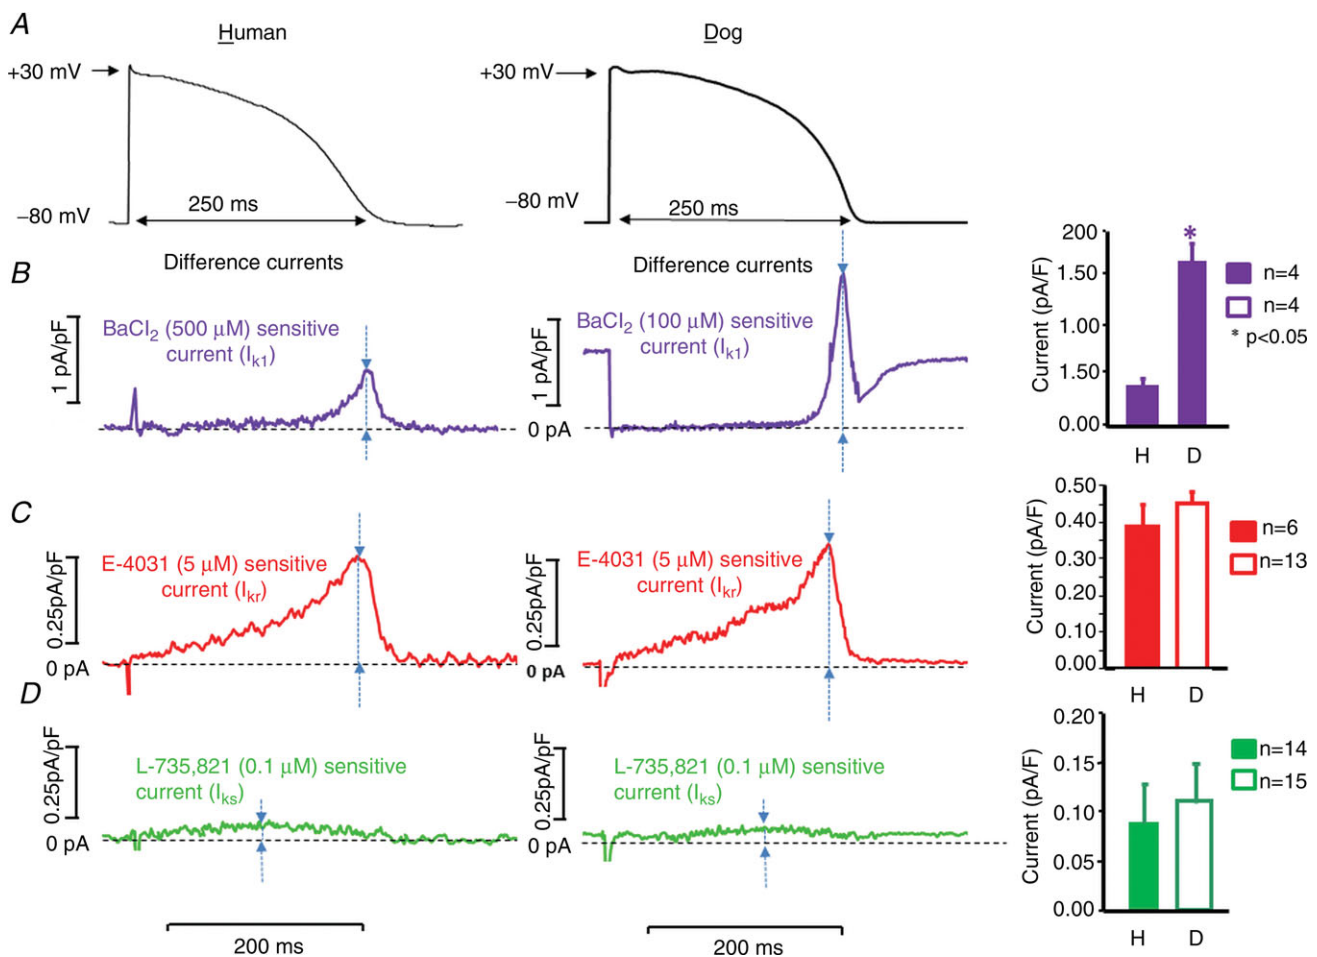 A
Human
Dog
+30 mV
+30 mV
−80 mV
250 ms
−80 mV
250 ms
B
Difference currents
Difference currents
1 pA/pF
BaCl2 (500 μM) sensitive
current (Ik1)
1 pA/pF
BaCl2 (100 μM) sensitive
current (Ik1)
0 pA
Current (pA/F)
200
1.50
1.00
1.50
0.00
*
H
D
n=4
n=4
* p<0.05
C
0.25pA/pF
E-4031 (5 μM) sensitive
current (Ikr)
0 pA
0.25pA/pF
E-4031 (5 μM) sensitive
current (Ikr)
0 pA
Current (pA/F)
0.50
0.40
0.30
0.20
0.10
0.00
H
D
n=6
n=13
D
0.25pA/pF
L-735,821 (0.1 μM) sensitive
current (Iks)
0 pA
0.25pA/pF
L-735,821 (0.1 μM) sensitive
current (Iks)
0 pA
Current (pA/F)
0.20
0.15
0.10
0.05
0.00
H
D
n=14
n=15
200 ms
200 ms